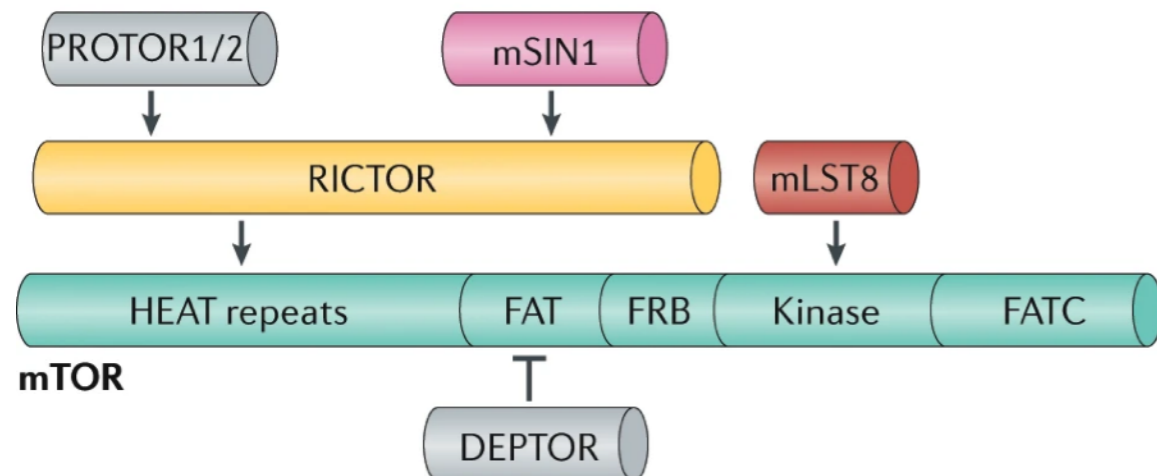 PROTOR1/2
mSIN1
RICTOR
mLST8
HEAT repeats
FAT
FRB
Kinase
FATC
mTOR
DEPTOR